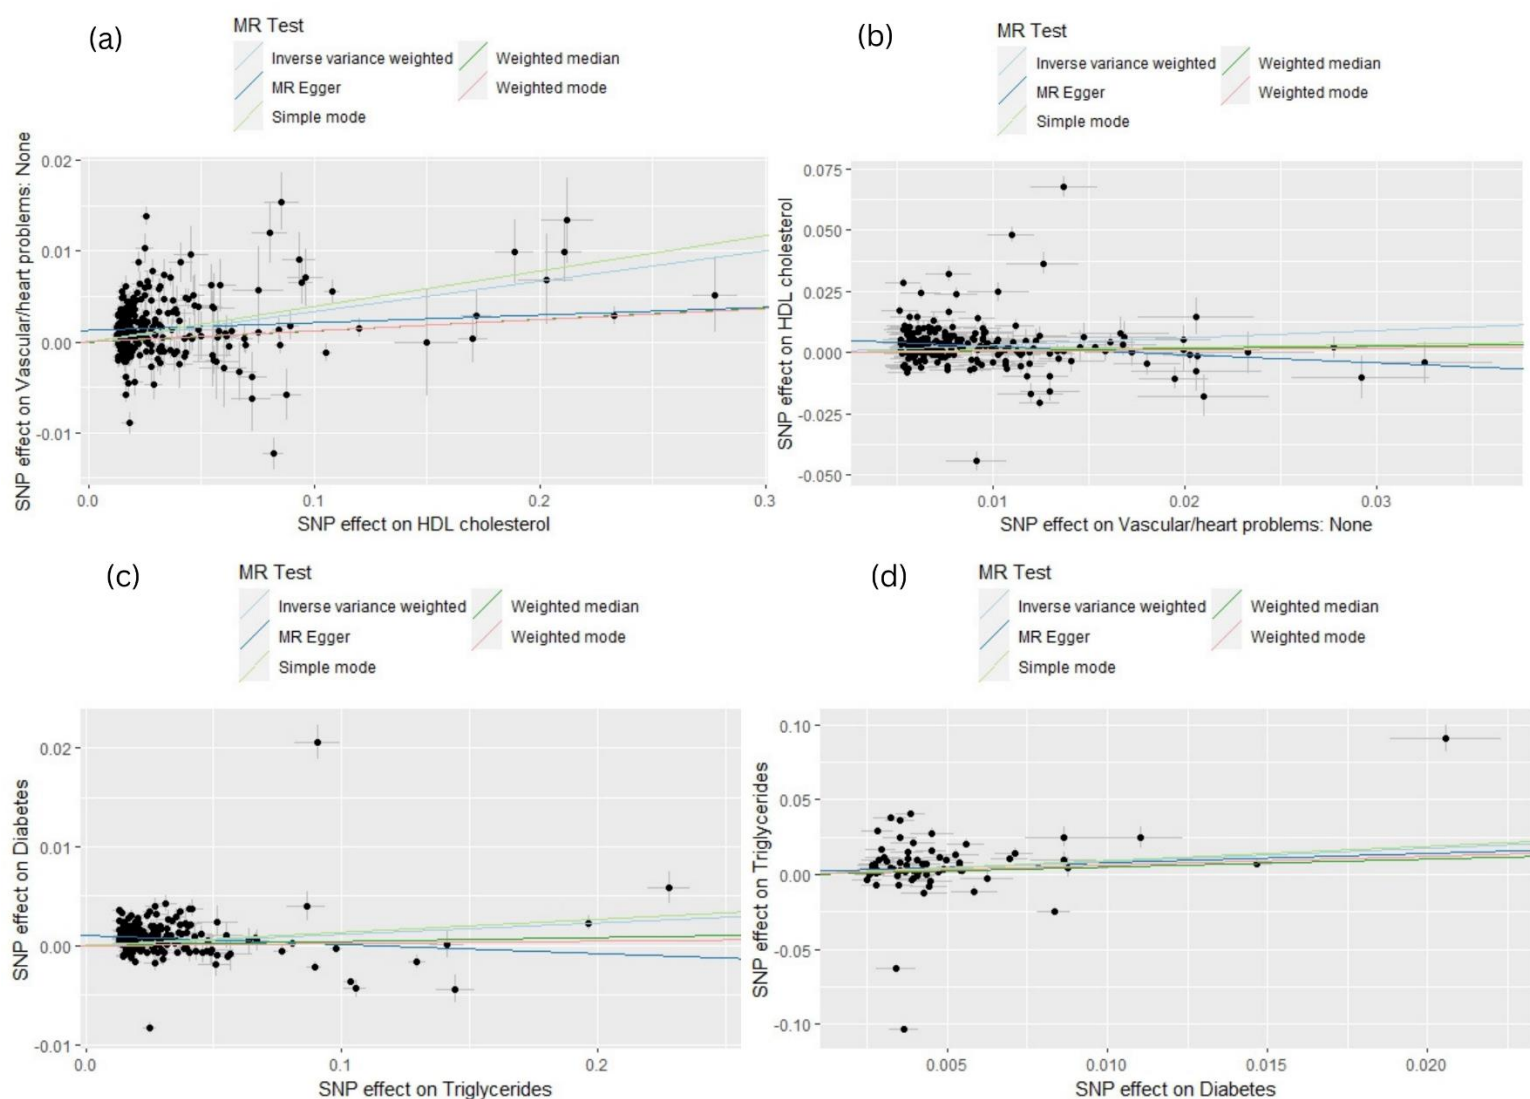 (a)
MR Test
Inverse variance weighted
Weighted median
MR Egger
Weighted mode
Simple mode
SNP effect on Vascular/heart problems: None
0.02
0.01
0.00
-0.01
0.0
0.1
0.2
0.3
SNP effect on HDL cholesterol
(b)
MR Test
Inverse variance weighted
Weighted median
MR Egger
Weighted mode
Simple mode
SNP effect on HDL cholesterol
0.075
0.050
0.025
0.000
-0.025
-0.050
0.01
0.02
0.03
SNP effect on Vascular/heart problems: None
(c)
MR Test
Inverse variance weighted
Weighted median
MR Egger
Weighted mode
Simple mode
SNP effect on Diabetes
0.02
0.01
0.00
-0.01
0.0
0.1
0.2
SNP effect on Triglycerides
(d)
MR Test
Inverse variance weighted
Weighted median
MR Egger
Weighted mode
Simple mode
SNP effect on Triglycerides
0.10
0.05
0.00
-0.05
-0.10
0.005
0.010
0.015
0.020
SNP effect on Diabetes